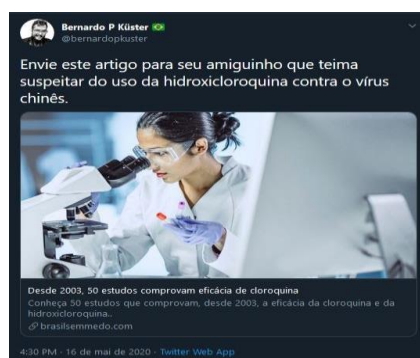 Bernardo P Küster 🇧🇷
@bernardopkuster
Envie este artigo para seu amiguinho que teima
suspeitar do uso da hidroxicloroquina contra o vírus
chinês.
Desde 2003, 50 estudos comprovam eficácia de cloroquina
Conheça 50 estudos que comprovam, desde 2003, a eficácia da cloroquina e da
hidroxicloroquina..
brasilsemmedo.com
4:30 PM · 16 de mai de 2020 · Twitter Web App